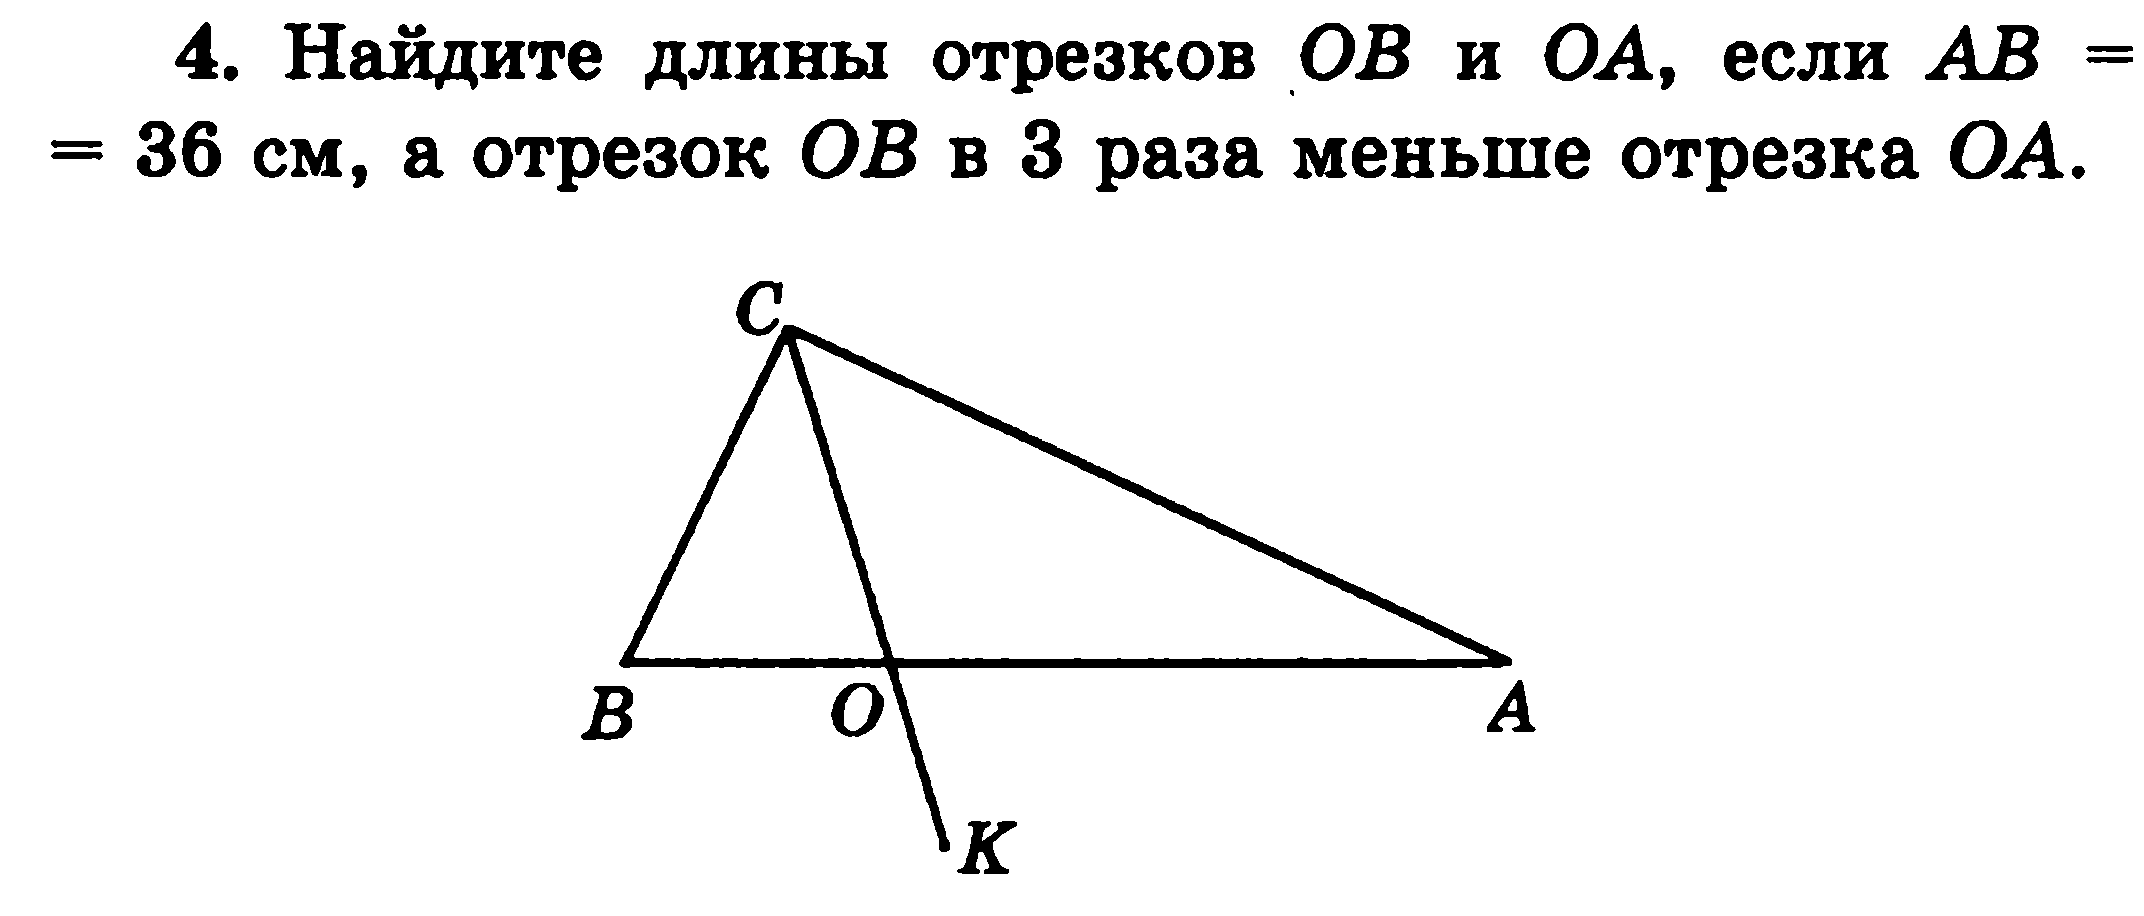 4. Найдите длины отрезков OB и OA, если AB =
= 36 см, а отрезок OB в 3 раза меньше отрезка OA.
C
B
O
A
K